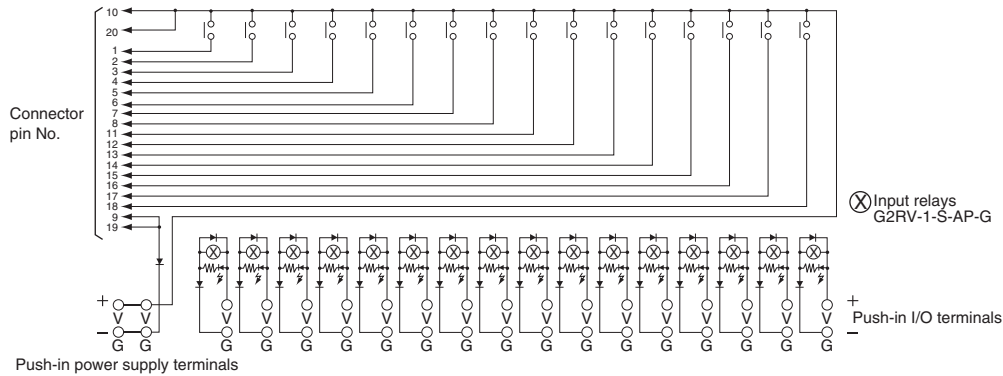 10
20
1
2
3
4
5
6
7
8
11
12
13
14
15
16
17
18
9
19
Connector
pin No.
Input relays
G2RV-1-S-AP-G
+ +
V V V V V V V V V V V V V V V V V V
Push-in I/O terminals
− −
G G G G G G G G G G G G G G G G G G
Push-in power supply terminals